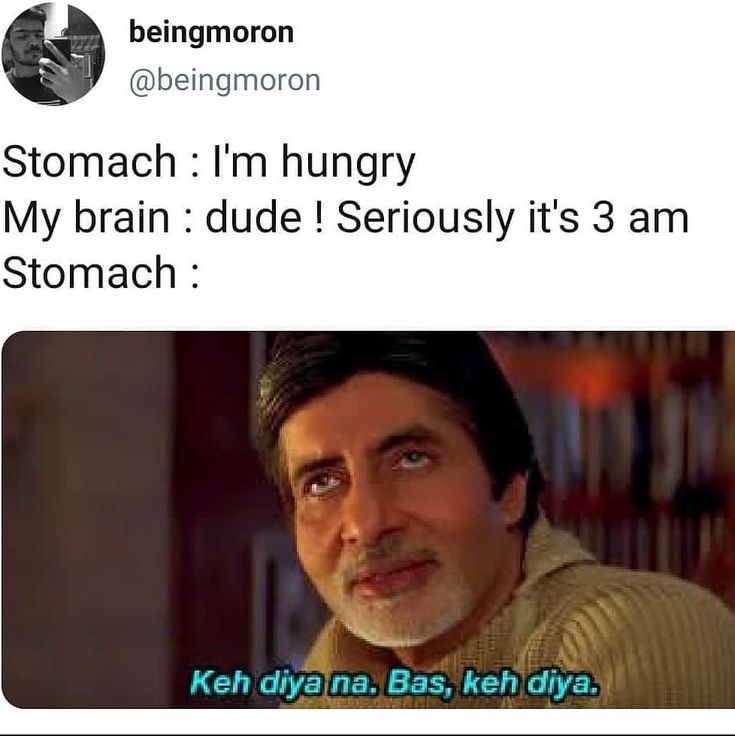 beingmoron
@beingmoron
Stomach : I'm hungry
My brain : dude ! Seriously it's 3 am
Stomach :
Keh diya na. Bas, keh diya.